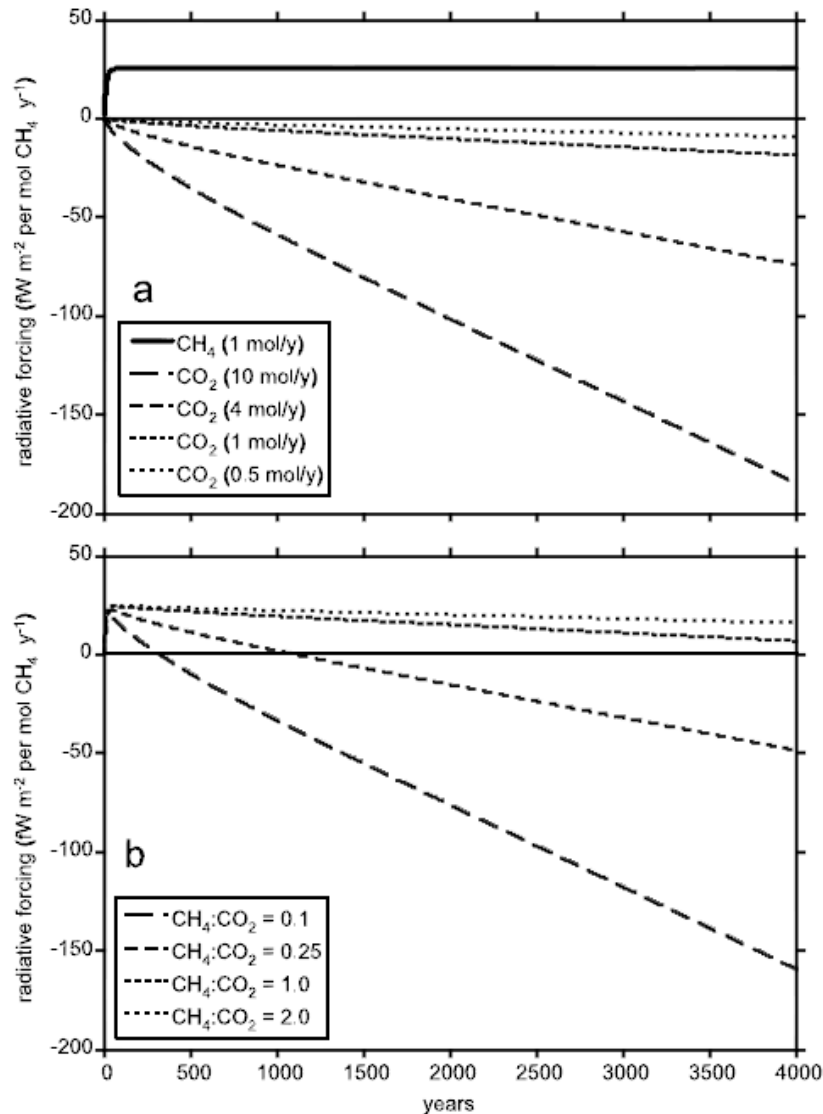 50
0
-50
-100
-150
-200
radiative forcing (fW m⁻² per mol CH₄ y⁻¹)
a
CH₄ (1 mol/y)
CO₂ (10 mol/y)
CO₂ (4 mol/y)
CO₂ (1 mol/y)
CO₂ (0.5 mol/y)
50
0
-50
-100
-150
-200
radiative forcing (fW m⁻² per mol CH₄ y⁻¹)
b
CH₄:CO₂ = 0.1
CH₄:CO₂ = 0.25
CH₄:CO₂ = 1.0
CH₄:CO₂ = 2.0
0 500 1000 1500 2000 2500 3000 3500 4000
years